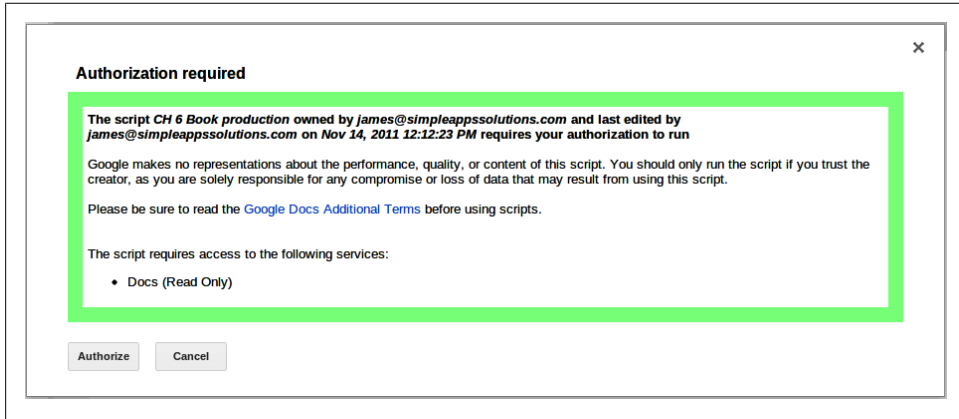 ×
Authorization required
The script CH 6 Book production owned by james@simpleappssolutions.com and last edited by
james@simpleappssolutions.com on Nov 14, 2011 12:12:23 PM requires your authorization to run
Google makes no representations about the performance, quality, or content of this script. You should only run the script if you trust the
creator, as you are solely responsible for any compromise or loss of data that may result from using this script.
Please be sure to read the Google Docs Additional Terms before using scripts.
The script requires access to the following services:
• Docs (Read Only)
Authorize Cancel